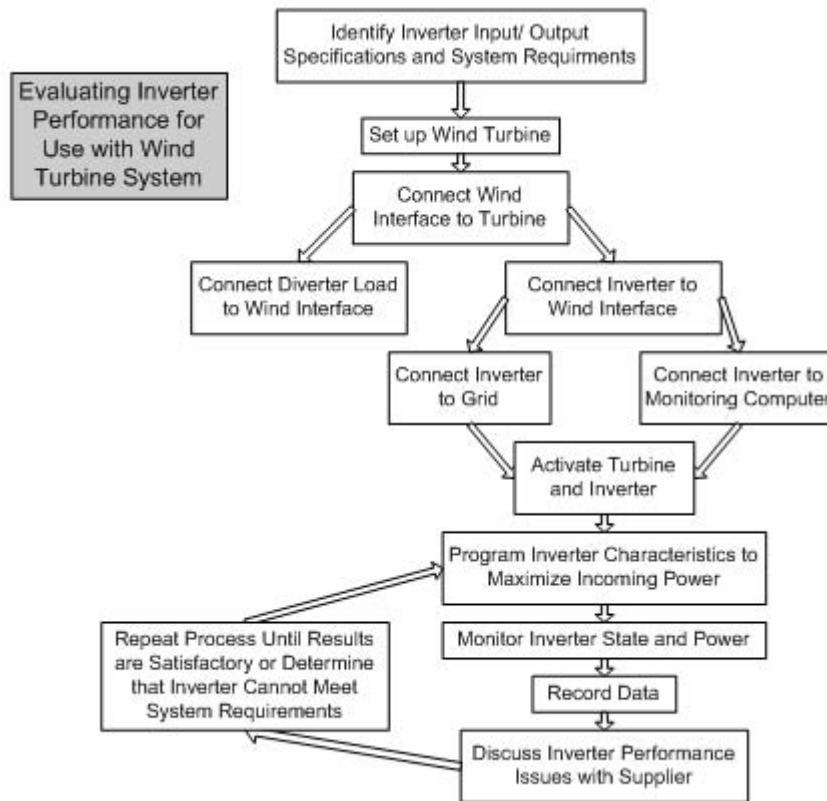 Identify Inverter Input/ Output
Specifications and System Requirments
Evaluating Inverter
Performance for
Use with Wind
Turbine System
Set up Wind Turbine
Connect Wind
Interface to Turbine
Connect Diverter Load
to Wind Interface
Connect Inverter to
Wind Interface
Connect Inverter
to Grid
Connect Inverter to
Monitoring Computer
Activate Turbine
and Inverter
Program Inverter Characteristics to
Maximize Incoming Power
Repeat Process Until Results
are Satisfactory or Determine
that Inverter Cannot Meet
System Requirements
Monitor Inverter State and Power
Record Data
Discuss Inverter Performance
Issues with Supplier